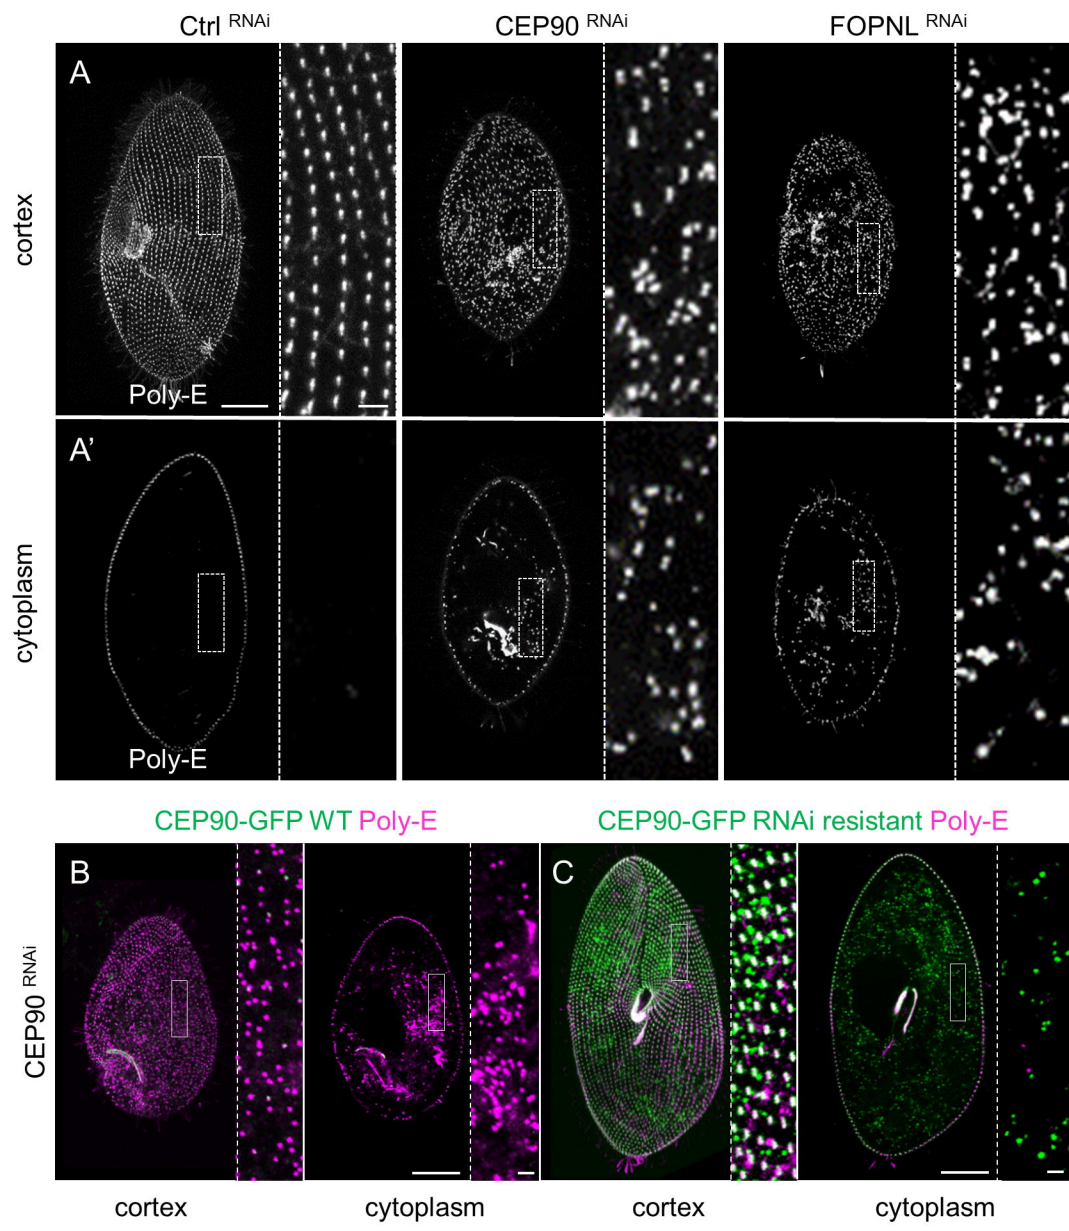 Ctrl RNAi CEP90 RNAi FOPNL RNAi
A
cortex
Poly-E
A’
cytoplasm
Poly-E
CEP90-GFP WT Poly-E CEP90-GFP RNAi resistant Poly-E
B C
CEP90 RNAi
cortex cytoplasm cortex cytoplasm